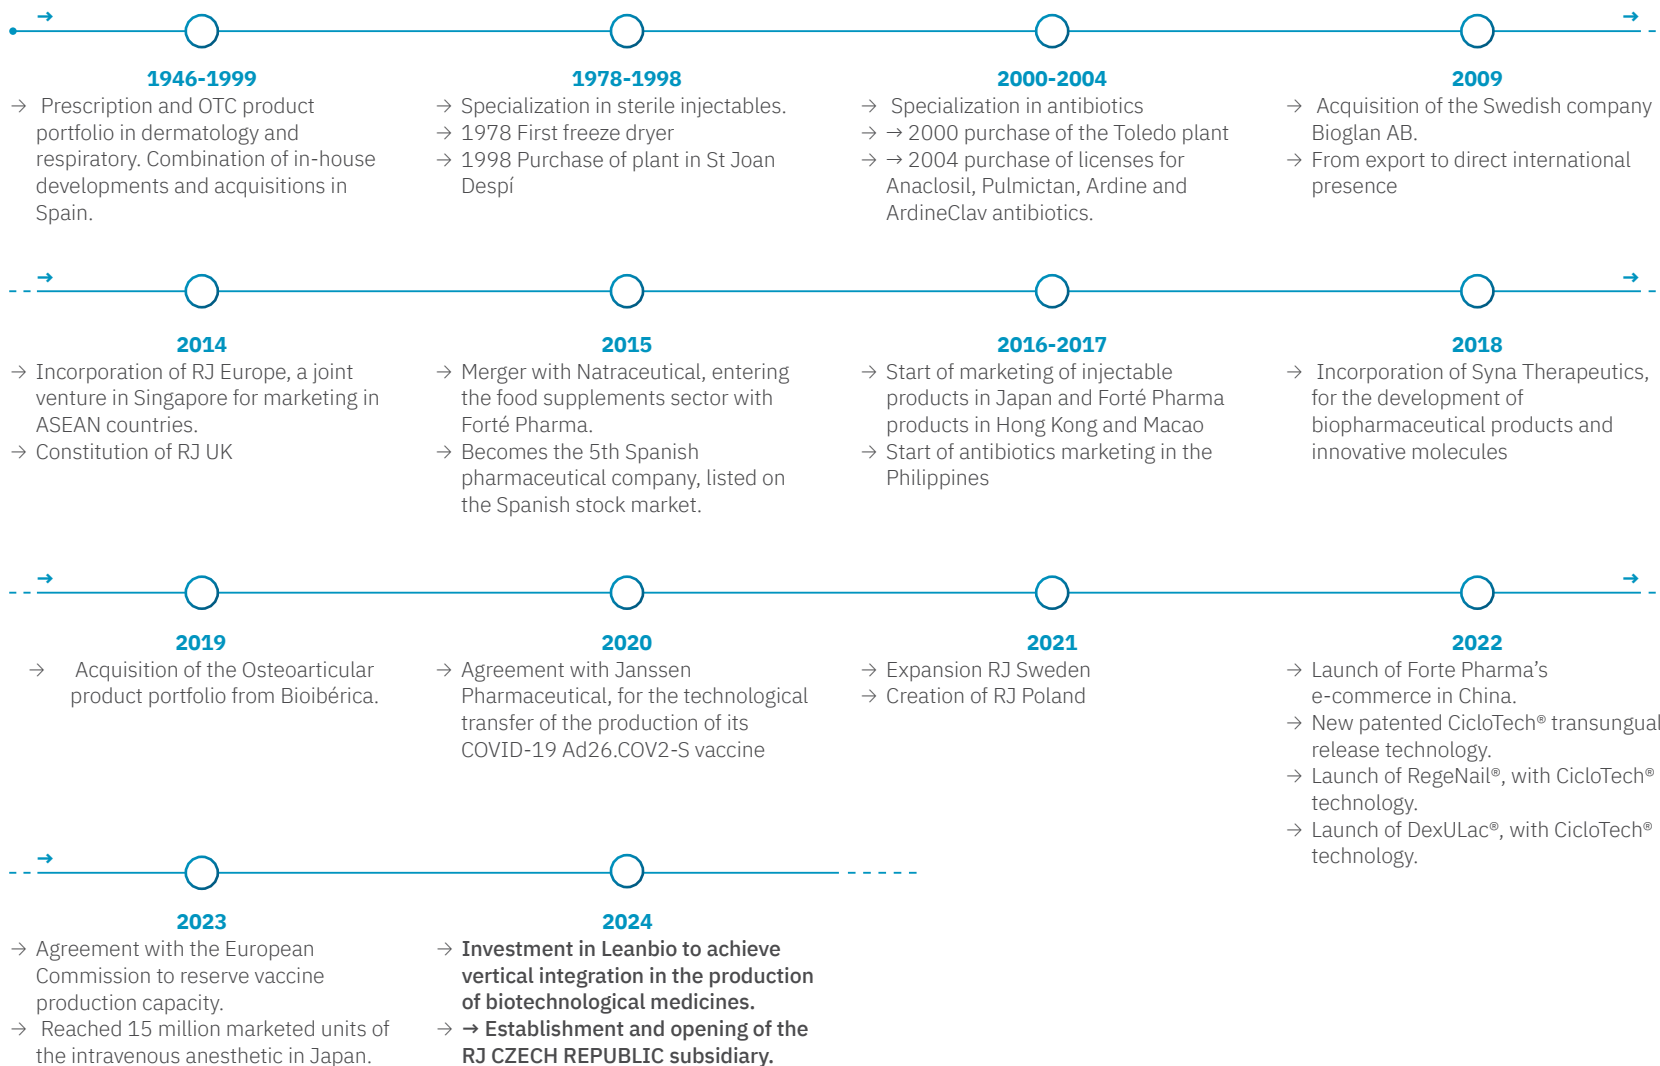 1946-1999
→ Prescription and OTC product
portfolio in dermatology and
respiratory. Combination of in-house
developments and acquisitions in
Spain.
1978-1998
→ Specialization in sterile injectables.
→ 1978 First freeze dryer
→ 1998 Purchase of plant in St Joan
Despí
2000-2004
→ Specialization in antibiotics
→ → 2000 purchase of the Toledo plant
→ → 2004 purchase of licenses for
Anaclosil, Pulmictan, Ardine and
ArdineClav antibiotics.
2009
→ Acquisition of the Swedish company
Bioglan AB.
→ From export to direct international
presence
2014
→ Incorporation of RJ Europe, a joint
venture in Singapore for marketing in
ASEAN countries.
→ Constitution of RJ UK
2015
→ Merger with Natraceutical, entering
the food supplements sector with
Forté Pharma.
→ Becomes the 5th Spanish
pharmaceutical company, listed on
the Spanish stock market.
2016-2017
→ Start of marketing of injectable
products in Japan and Forté Pharma
products in Hong Kong and Macao
→ Start of antibiotics marketing in the
Philippines
2018
→ Incorporation of Syna Therapeutics,
for the development of
biopharmaceutical products and
innovative molecules
2019
→ Acquisition of the Osteoarticular
product portfolio from Bioibérica.
2020
→ Agreement with Janssen
Pharmaceutical, for the technological
transfer of the production of its
COVID-19 Ad26.COV2-S vaccine
2021
→ Expansion RJ Sweden
→ Creation of RJ Poland
2022
→ Launch of Forte Pharma’s
e-commerce in China.
→ New patented CicloTech® transungual
release technology.
→ Launch of RegeNail®, with CicloTech®
technology.
→ Launch of DexULac®, with CicloTech®
technology.
2023
→ Agreement with the European
Commission to reserve vaccine
production capacity.
→ Reached 15 million marketed units of
the intravenous anesthetic in Japan.
2024
→ Investment in Leanbio to achieve
vertical integration in the production
of biotechnological medicines.
→ → Establishment and opening of the
RJ CZECH REPUBLIC subsidiary.